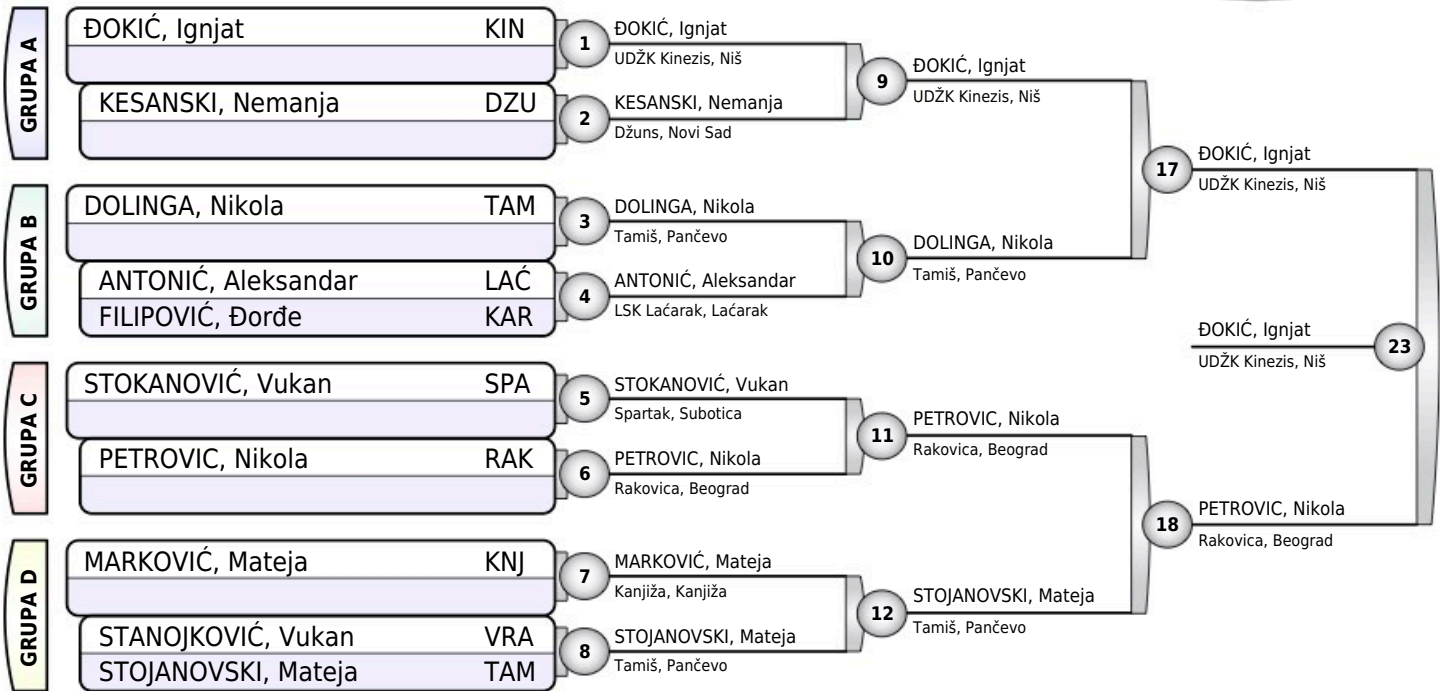 GRUPA A
ĐOKIĆ, Ignjat KIN
KESANSKI, Nemanja DZU
GRUPA B
DOLINGA, Nikola TAM
ANTONIĆ, Aleksandar LAĆ
FILIPOVIĆ, Đorđe KAR
GRUPA C
STOKANOVIĆ, Vukan SPA
PETROVIC, Nikola RAK
GRUPA D
MARKOVIĆ, Mateja KNJ
STANOJKOVIĆ, Vukan VRA
STOJANOVSKI, Mateja TAM
1
ĐOKIĆ, Ignjat
UDŽK Kinezis, Niš
2
KESANSKI, Nemanja
Džuns, Novi Sad
3
DOLINGA, Nikola
Tamiš, Pančevo
4
ANTONIĆ, Aleksandar
LSK Laćarak, Laćarak
5
STOKANOVIĆ, Vukan
Spartak, Subotica
6
PETROVIC, Nikola
Rakovica, Beograd
7
MARKOVIĆ, Mateja
Kanjiža, Kanjiža
8
STOJANOVSKI, Mateja
Tamiš, Pančevo
9
ĐOKIĆ, Ignjat
UDŽK Kinezis, Niš
10
DOLINGA, Nikola
Tamiš, Pančevo
11
PETROVIC, Nikola
Rakovica, Beograd
12
STOJANOVSKI, Mateja
Tamiš, Pančevo
17
ĐOKIĆ, Ignjat
UDŽK Kinezis, Niš
18
PETROVIC, Nikola
Rakovica, Beograd
ĐOKIĆ, Ignjat
UDŽK Kinezis, Niš
23